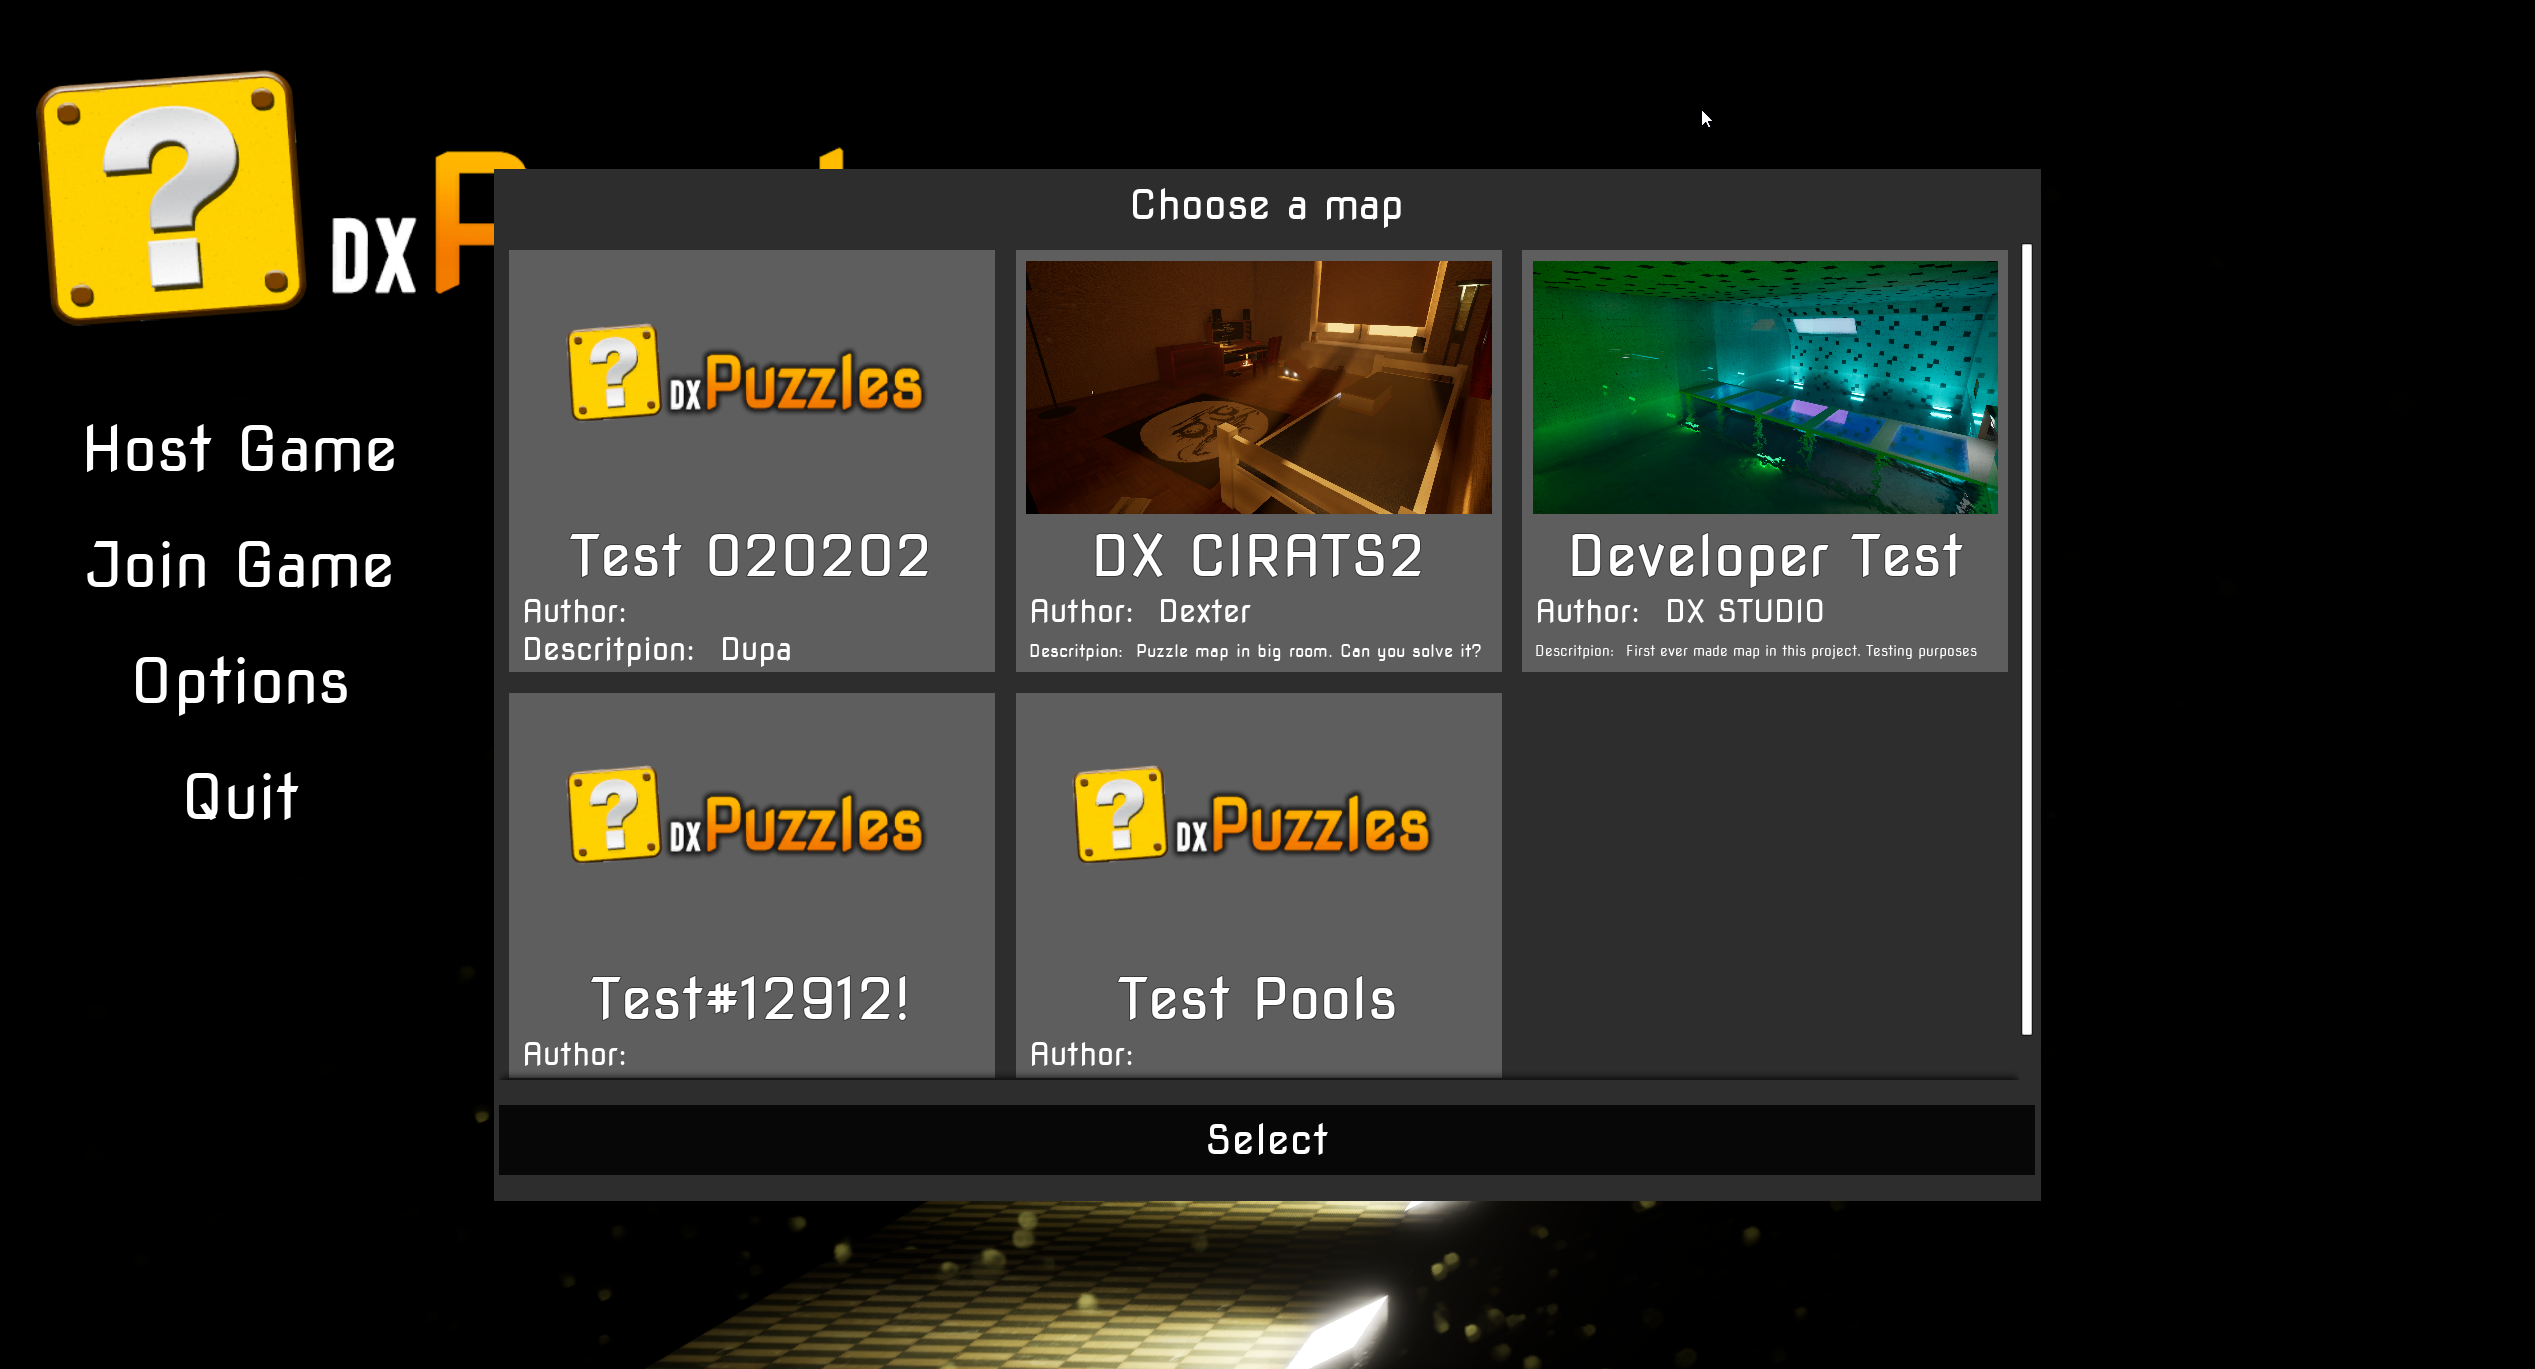 ?
DX P
Host Game
Join Game
Options
Quit
Choose a map
? DX Puzzles
Test 020202
Author:
Descritpion: Dupa
DX CIRATS2
Author: Dexter
Descritpion: Puzzle map in big room. Can you solve it?
Developer Test
Author: DX STUDIO
Descritpion: First ever made map in this project. Testing purposes
? DX Puzzles
Test#12912!
Author:
? DX Puzzles
Test Pools
Author:
Select